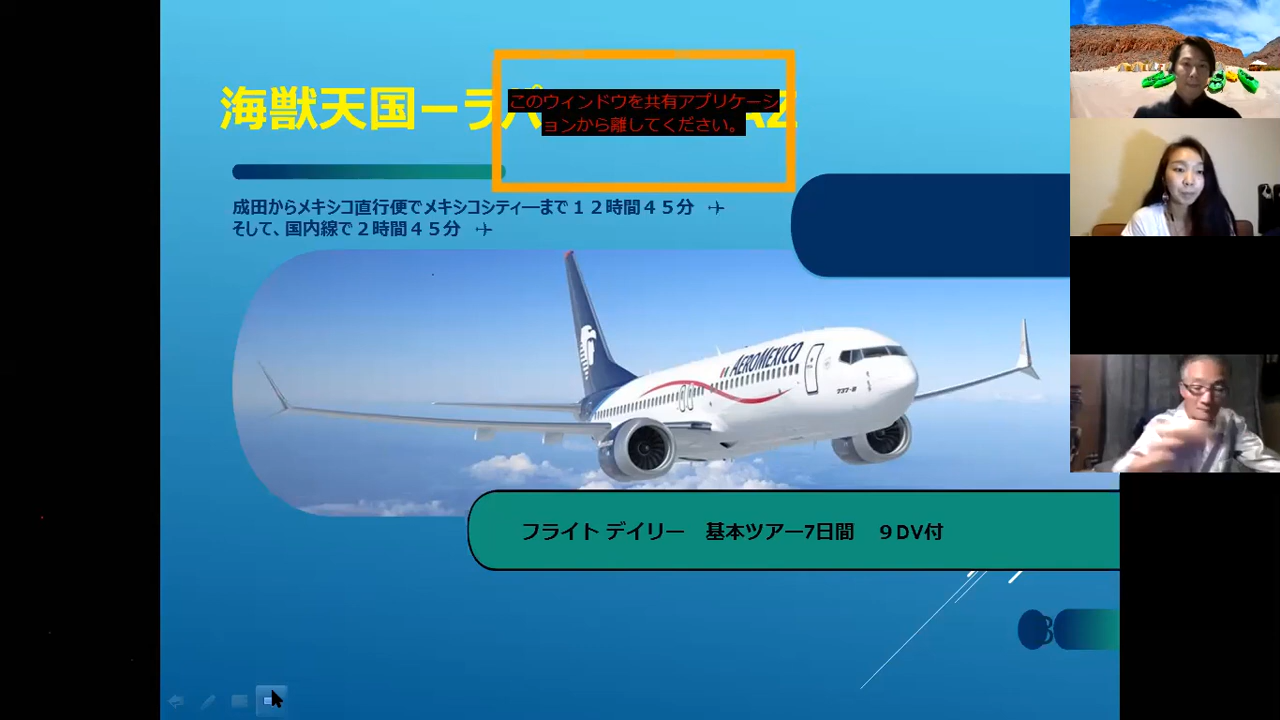 海獣天国ーラパ AZ
このウィンドウを共有アプリケーシ
ョンから離してください。
成田からメキシコ直行便でメキシコシティーまで１２時間４５分 ✈
そして、国内線で２時間４５分 ✈
AEROMEXICO
737-8
フライト デイリー　基本ツアー7日間　９DV付
3